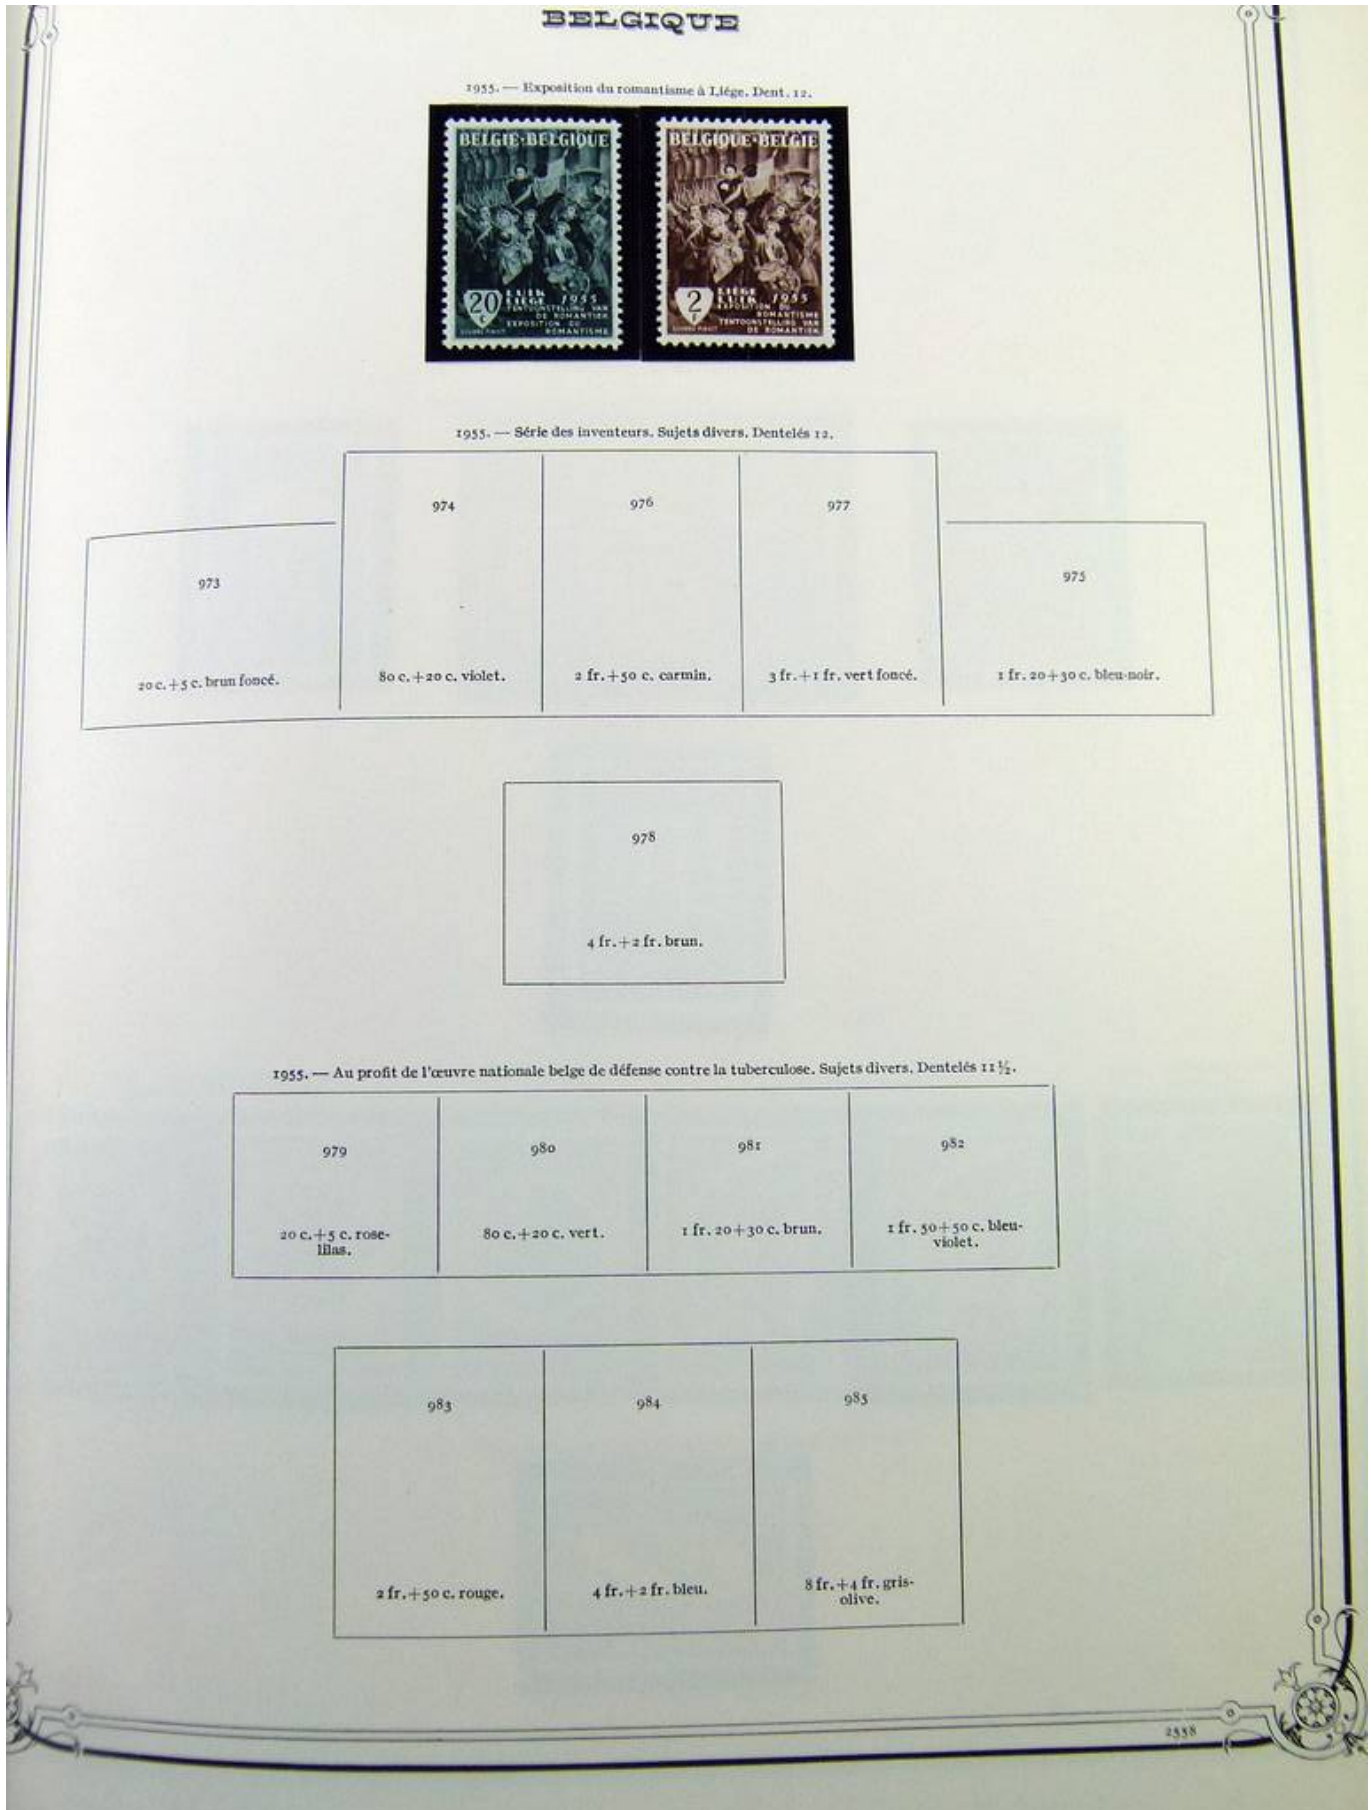 BELGIQUE
1955. — Exposition du romantisme à Liége. Dent. 12.
BELGIE·BELGIQUE
20 c
LUIK
LIEGE 1955
TENTOONSTELLING VAN
DE ROMANTIEK
EXPOSITION DU
ROMANTISME
BELGIQUE·BELGIE
2 F
LIÉGE
LUIK 1955
EXPOSITION DU
ROMANTISME
TENTOONSTELLING VAN
DE ROMANTIEK
1955. — Série des inventeurs. Sujets divers. Dentelés 12.
973
20 c.+5 c. brun foncé.
974
80 c.+20 c. violet.
976
2 fr.+50 c. carmin.
977
3 fr.+1 fr. vert foncé.
975
1 fr. 20+30 c. bleu-noir.
978
4 fr.+2 fr. brun.
1955. — Au profit de l'œuvre nationale belge de défense contre la tuberculose. Sujets divers. Dentelés 11½.
979
20 c.+5 c. rose-
lilas.
980
80 c.+20 c. vert.
981
1 fr. 20+30 c. brun.
982
1 fr. 50+50 c. bleu-
violet.
983
2 fr.+50 c. rouge.
984
4 fr.+2 fr. bleu.
985
8 fr.+4 fr. gris-
olive.
2558